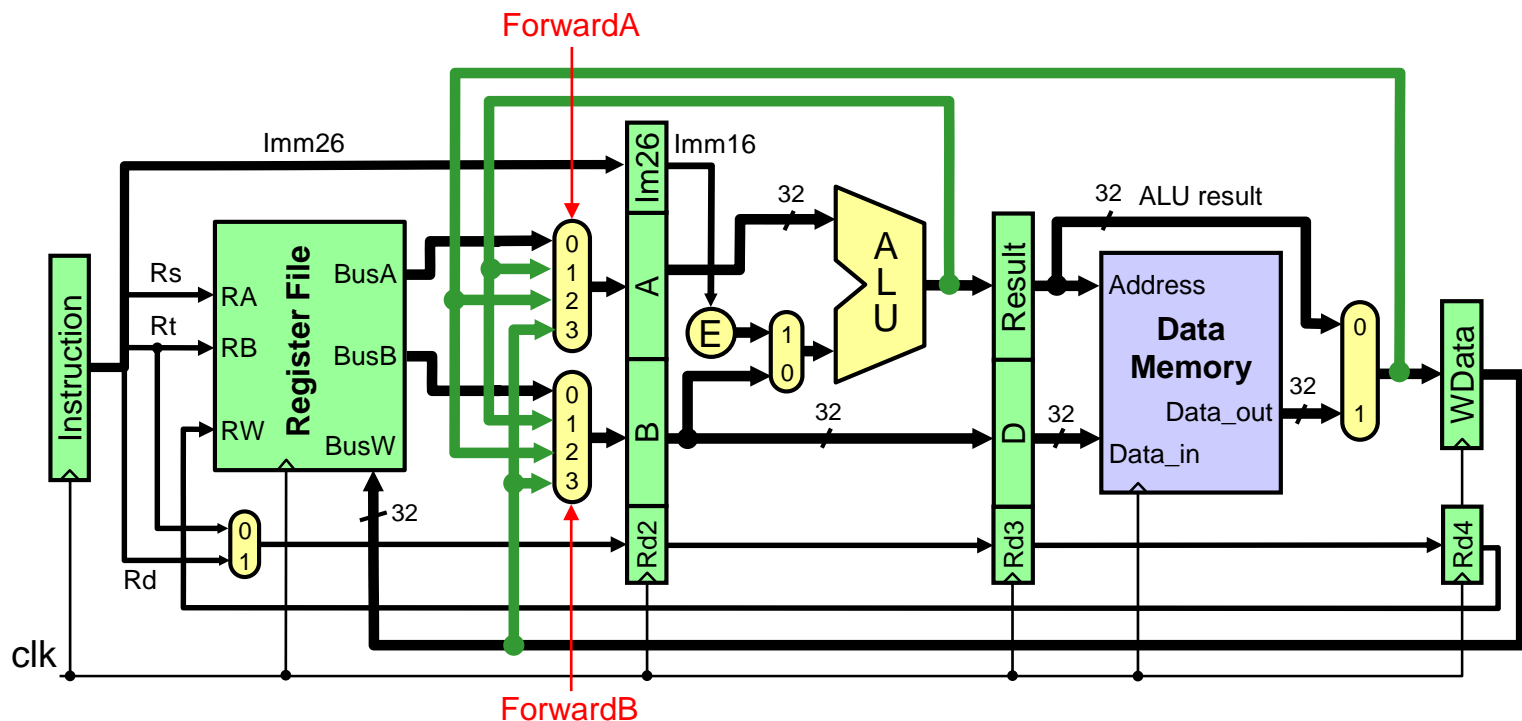 ForwardA
Imm26
Imm16
Im26
32
32
ALU result
Register File
BusA
0
1
2
3
A
ALU
Result
Address
Instruction
Rs
RA
Rt
RB
BusB
E
1
0
Data
Memory
0
1
WData
RW
BusW
0
1
2
3
B
32
D
32
Data_out
32
Data_in
32
0
1
Rd
Rd2
Rd3
Rd4
clk
ForwardB